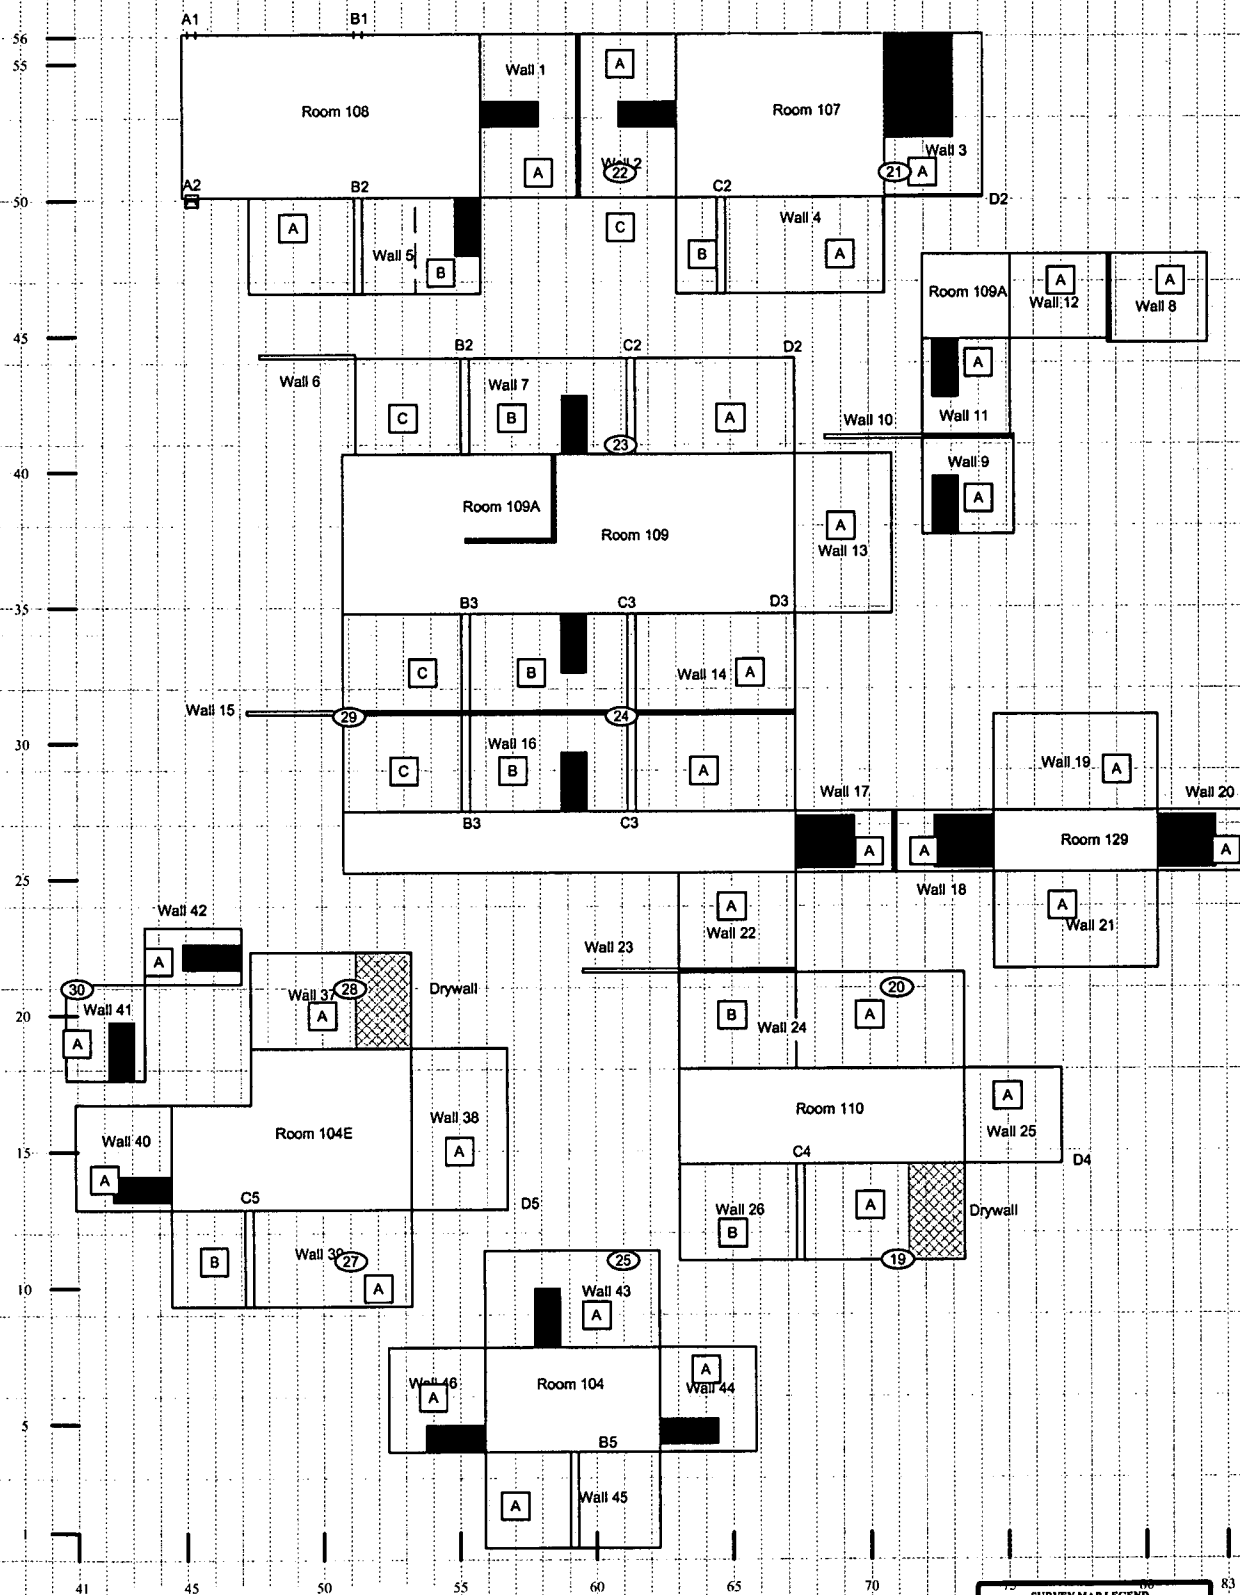 A1 B1
56
55
Wall 1 A
Room 108 Room 107
Wall 3
A Wall 2 22 21 A
A2 B2 C2 D2
50
A C Wall 4
Wall 5 B B A
Room 109A A Wall 12 A Wall 8
45
B2 C2 D2
Wall 6 Wall 7 A
C B A Wall 10 Wall 11
23
40
Wall 9
A
Room 109A Room 109 A
Wall 13
35
B3 C3 D3
C B Wall 14 A
Wall 15 29 24
30
Wall 16
C B A
Wall 19 A
Wall 17 Wall 20
B3 C3
A A Room 129 A
25
Wall 18
Wall 42 A A
Wall 22 Wall 21
Wall 23
A
30 Wall 37 28 Drywall 20
20
Wall 41 A B Wall 24 A
A
Wall 38 A
Room 110 Wall 25
Wall 40 Room 104E
15
A C4 D4
A
C5 D5
Wall 26 A Drywall
B
B Wall 39 27 25 19
10
A Wall 43
A
Wall 46 Room 104 A
A Wall 44
5
B5
A Wall 45
1
41 45 50 55 60 65 70 75 80 83
SURVEY MAP LEGEND